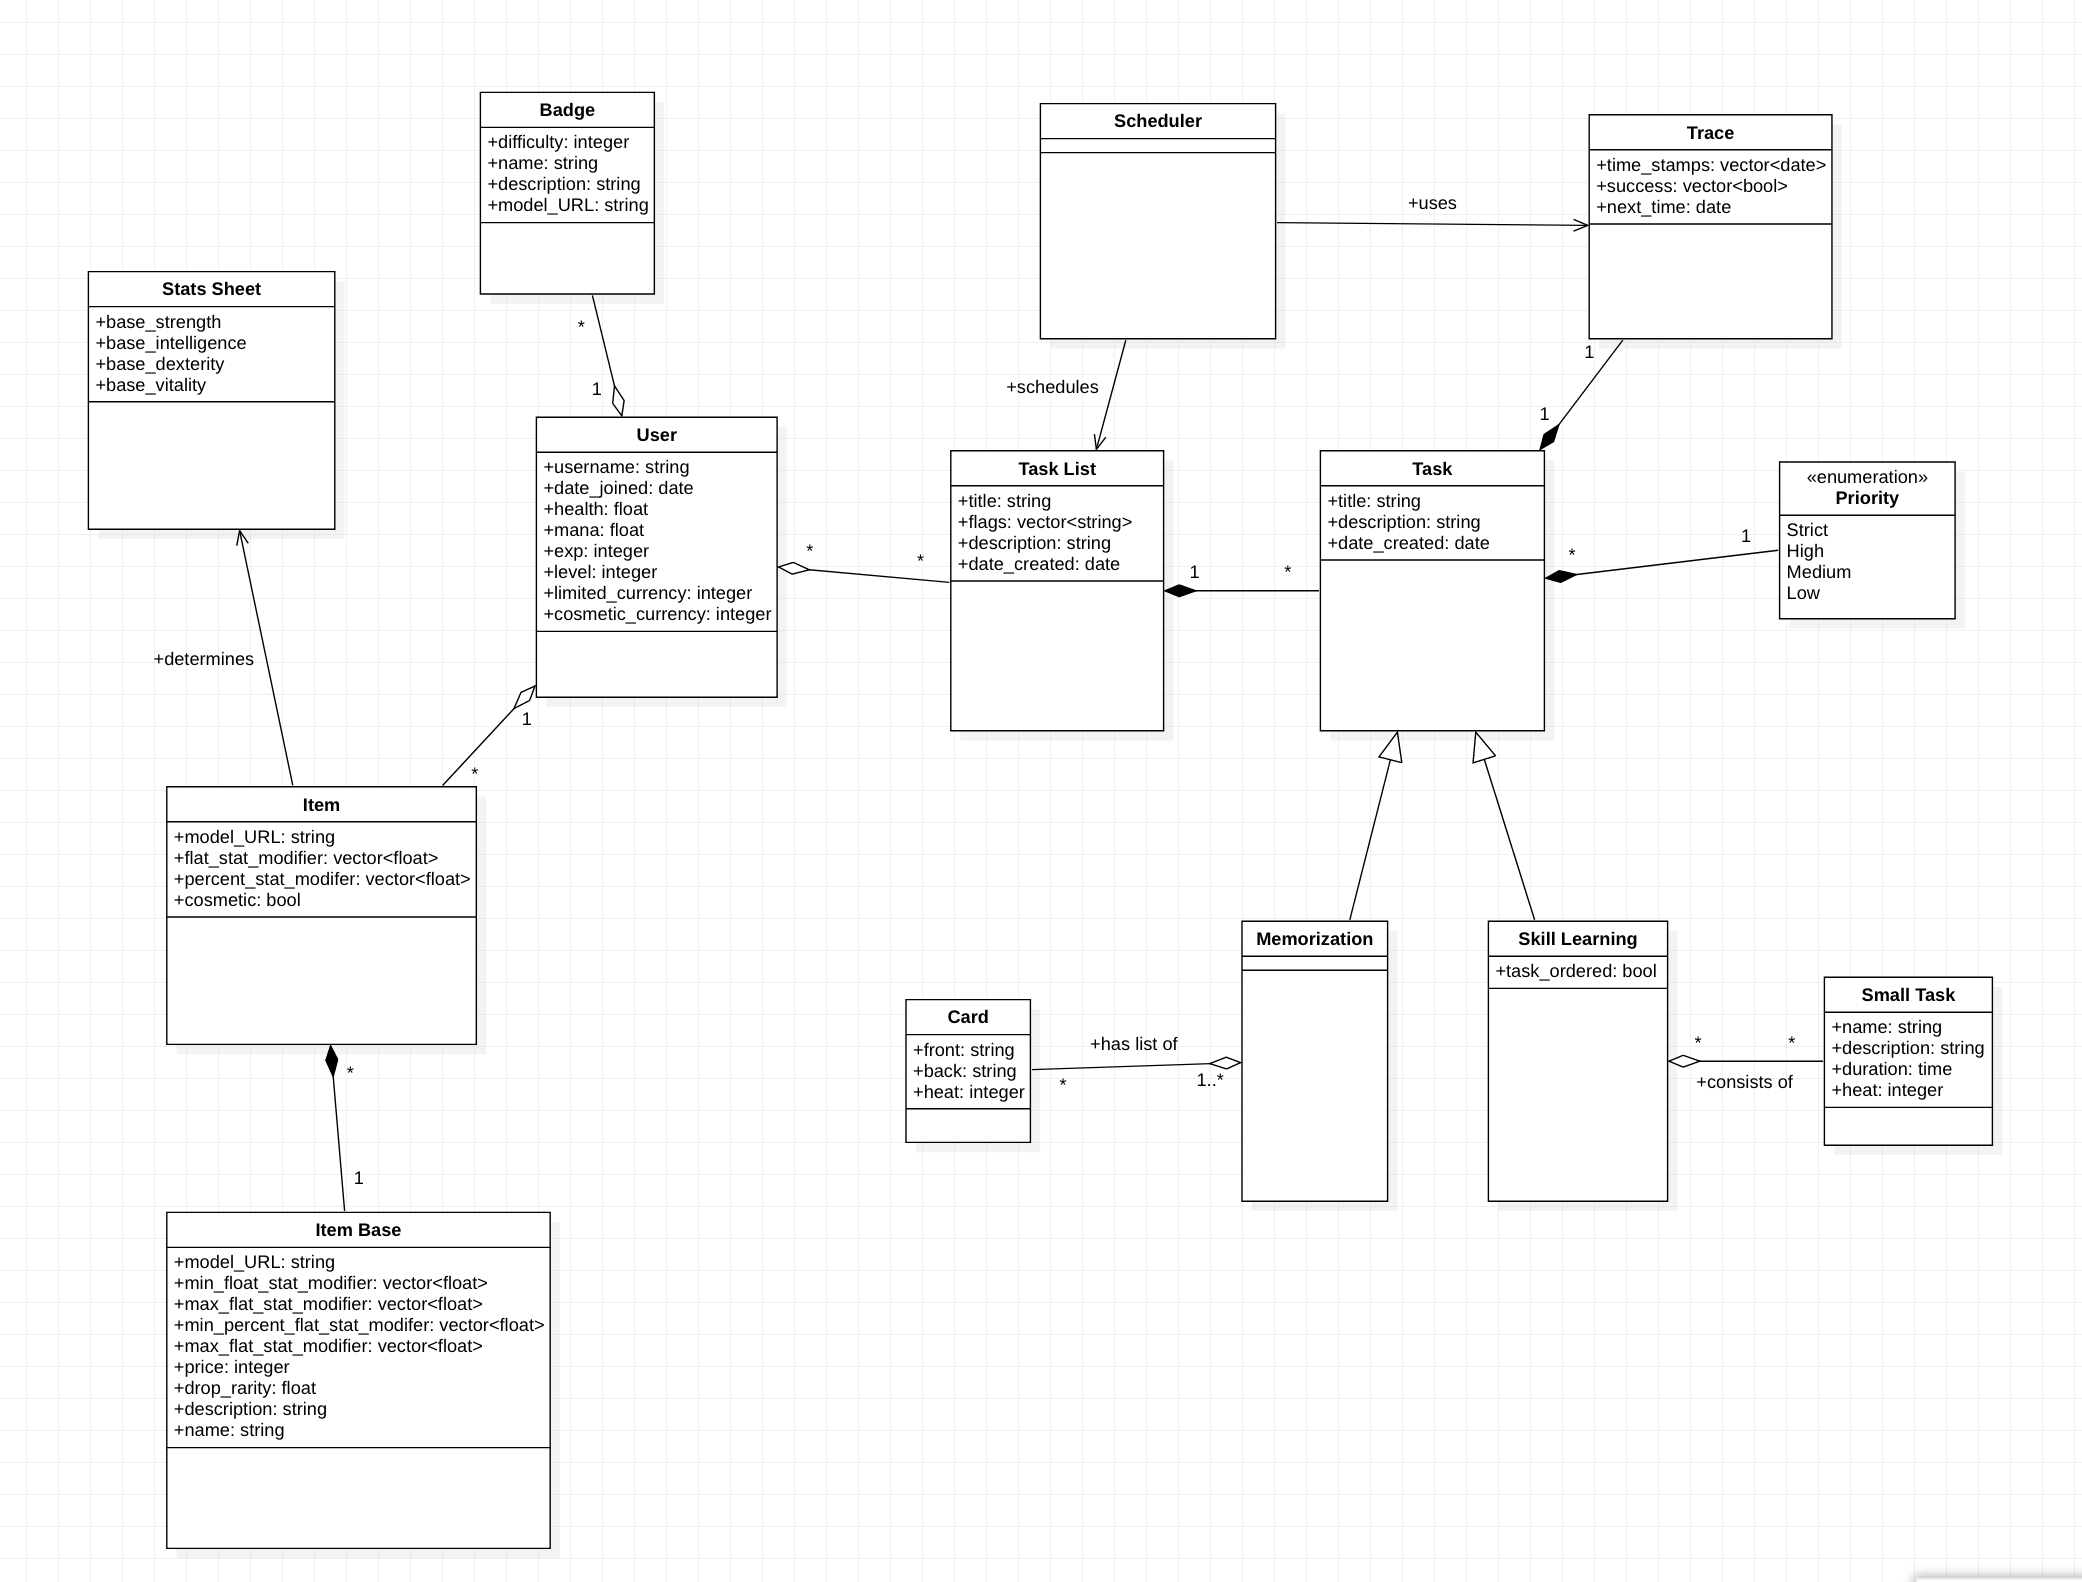 Badge
+difficulty: integer
+name: string
+description: string
+model_URL: string
Scheduler
Trace
+time_stamps: vector<date>
+success: vector<bool>
+next_time: date
+uses
Stats Sheet
+base_strength
+base_intelligence
+base_dexterity
+base_vitality
*
1
+schedules
1
1
User
+username: string
+date_joined: date
+health: float
+mana: float
+exp: integer
+level: integer
+limited_currency: integer
+cosmetic_currency: integer
*
*
Task List
+title: string
+flags: vector<string>
+description: string
+date_created: date
1
*
Task
+title: string
+description: string
+date_created: date
*
1
«enumeration»
Priority
Strict
High
Medium
Low
+determines
1
*
Item
+model_URL: string
+flat_stat_modifier: vector<float>
+percent_stat_modifer: vector<float>
+cosmetic: bool
*
1
Memorization
Skill Learning
+task_ordered: bool
Card
+front: string
+back: string
+heat: integer
+has list of
*
1..*
*
*
+consists of
Small Task
+name: string
+description: string
+duration: time
+heat: integer
Item Base
+model_URL: string
+min_float_stat_modifier: vector<float>
+max_flat_stat_modifier: vector<float>
+min_percent_flat_stat_modifer: vector<float>
+max_flat_stat_modifier: vector<float>
+price: integer
+drop_rarity: float
+description: string
+name: string